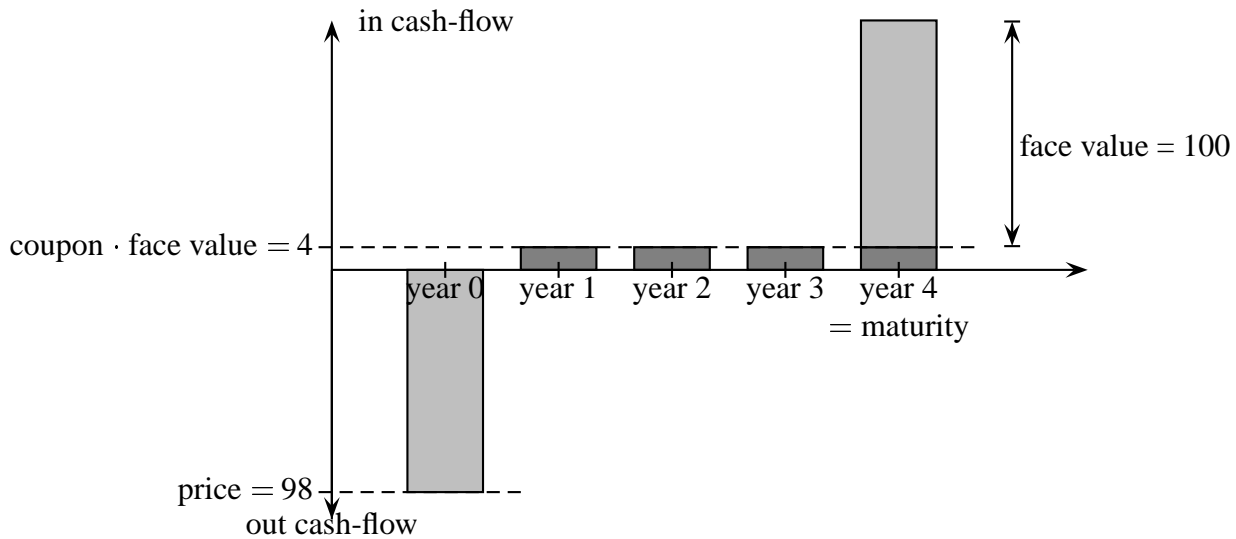 in cash-flow
face value = 100
coupon · face value = 4
year 0 year 1 year 2 year 3 year 4
= maturity
price = 98
out cash-flow